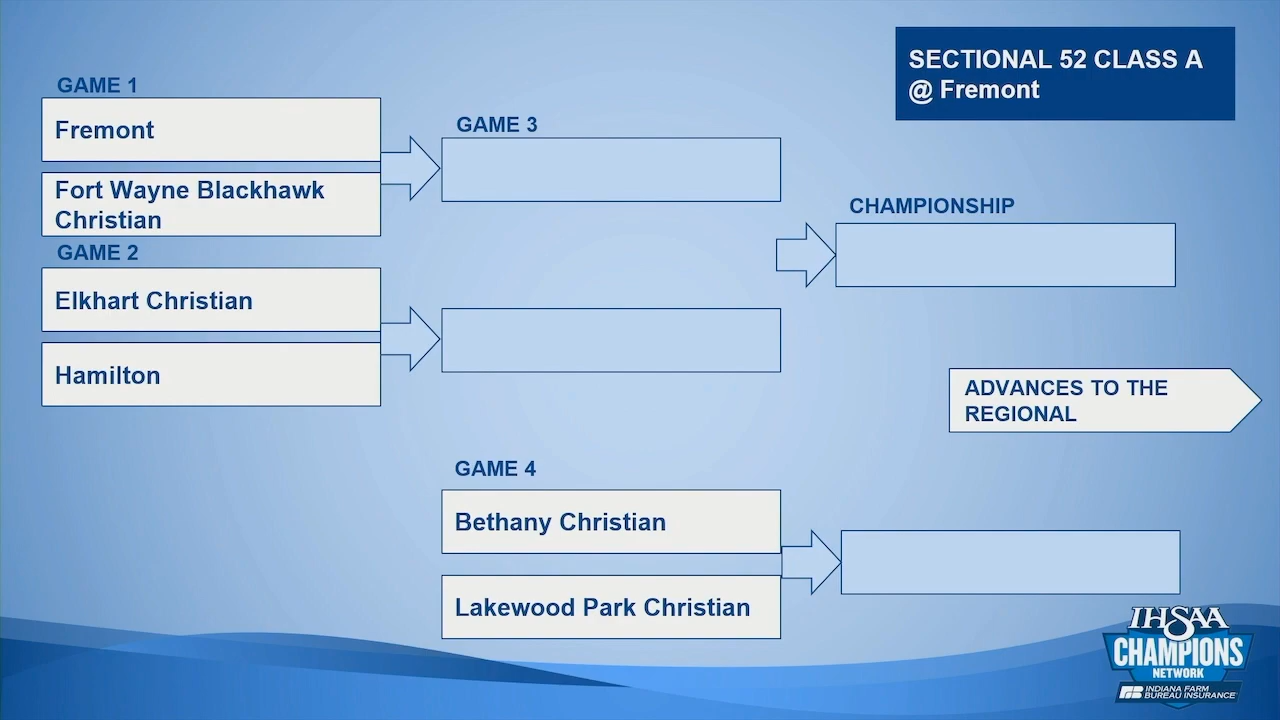 SECTIONAL 52 CLASS A
@ Fremont
GAME 1
Fremont
Fort Wayne Blackhawk
Christian
GAME 2
Elkhart Christian
Hamilton
GAME 3
CHAMPIONSHIP
ADVANCES TO THE
REGIONAL
GAME 4
Bethany Christian
Lakewood Park Christian
IHSAA
CHAMPIONS
NETWORK
INDIANA FARM
BUREAU INSURANCE